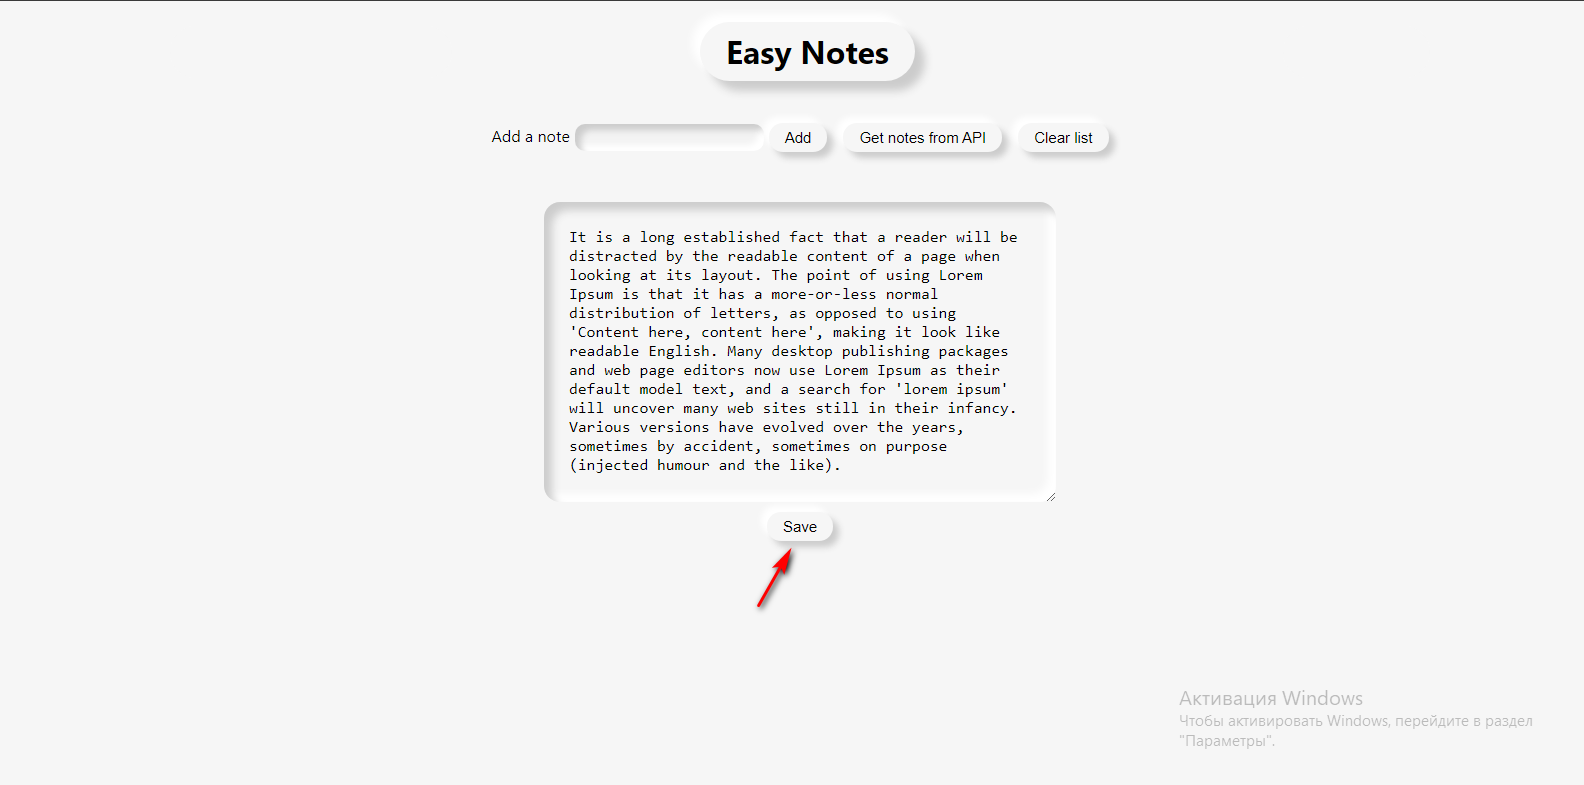 Easy Notes
Add a note Add Get notes from API Clear list
It is a long established fact that a reader will be
distracted by the readable content of a page when
looking at its layout. The point of using Lorem
Ipsum is that it has a more-or-less normal
distribution of letters, as opposed to using
'Content here, content here', making it look like
readable English. Many desktop publishing packages
and web page editors now use Lorem Ipsum as their
default model text, and a search for 'lorem ipsum'
will uncover many web sites still in their infancy.
Various versions have evolved over the years,
sometimes by accident, sometimes on purpose
(injected humour and the like).
Save
Активация Windows
Чтобы активировать Windows, перейдите в раздел
"Параметры".